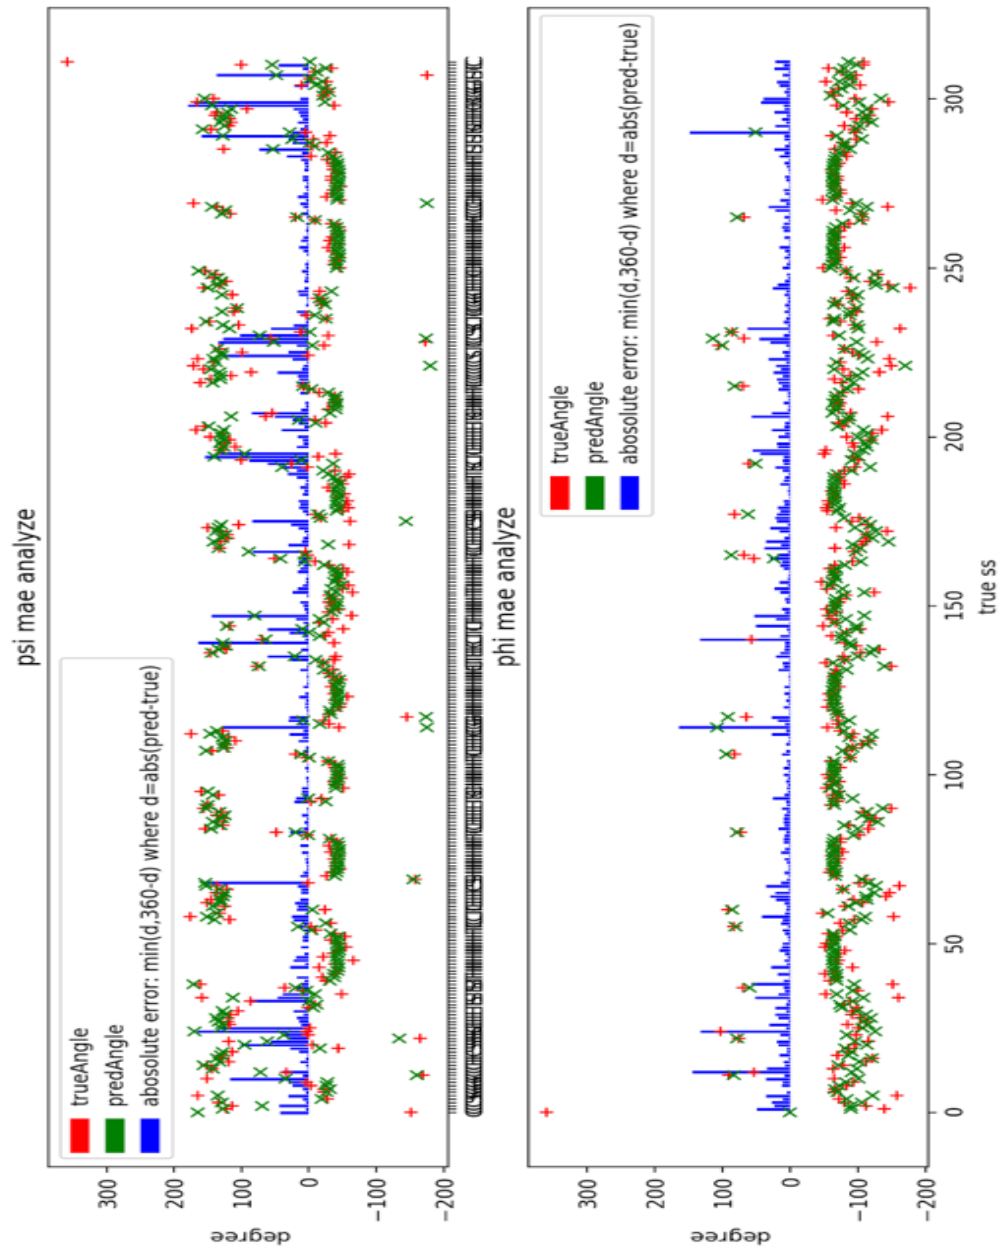 psi mae analyze
trueAngle
predAngle
abosolute error: min(d,360-d) where d=abs(pred-true)
degree
300
200
100
0
−100
−200
phi mae analyze
trueAngle
predAngle
abosolute error: min(d,360-d) where d=abs(pred-true)
degree
300
200
100
0
−100
−200
0
50
100
150
200
250
300
true ss